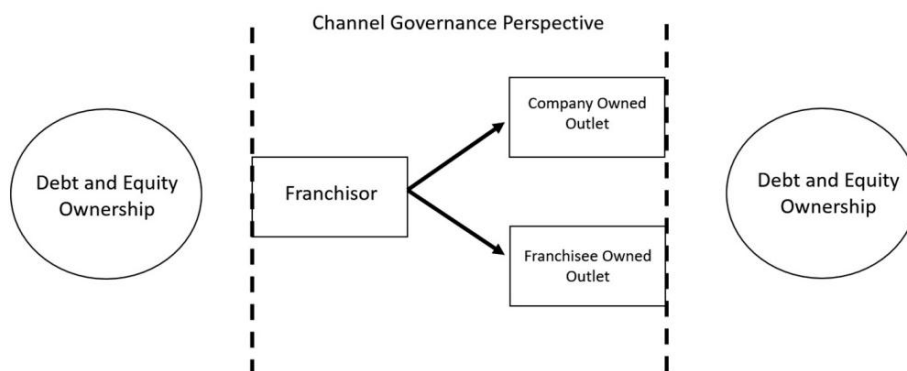 Channel Governance Perspective
Debt and Equity
Ownership
Franchisor
Company Owned
Outlet
Franchisee Owned
Outlet
Debt and Equity
Ownership